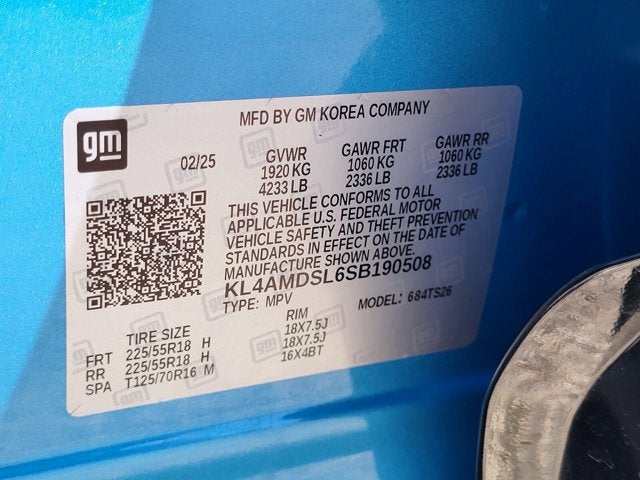 MFD BY GM KOREA COMPANY
gm
02/25
GVWR GAWR FRT GAWR RR
1920 KG 1060 KG 1060 KG
4233 LB 2336 LB 2336 LB
THIS VEHICLE CONFORMS TO ALL
APPLICABLE U.S. FEDERAL MOTOR
VEHICLE SAFETY AND THEFT PREVENTION
STANDARDS IN EFFECT ON THE DATE OF
MANUFACTURE SHOWN ABOVE.
KL4AMDSL6SB190508
TYPE: MPV MODEL: 684TS26
TIRE SIZE RIM
FRT 225/55R18 H 18X7.5J
RR 225/55R18 H 18X7.5J
SPA T125/70R16 M 16X4BT